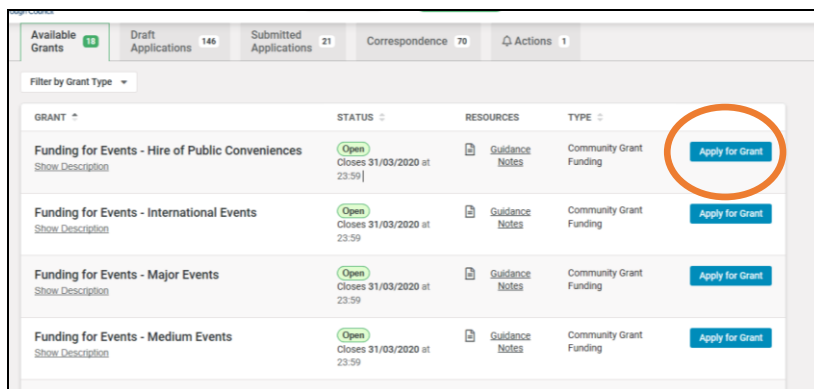 ough Council
Available Grants 18
Draft Applications 146
Submitted Applications 21
Correspondence 70
Actions 1
Filter by Grant Type
GRANT STATUS RESOURCES TYPE
Funding for Events - Hire of Public Conveniences
Show Description
Open
Closes 31/03/2020 at
23:59
Guidance
Notes
Community Grant
Funding
Apply for Grant
Funding for Events - International Events
Show Description
Open
Closes 31/03/2020 at
23:59
Guidance
Notes
Community Grant
Funding
Apply for Grant
Funding for Events - Major Events
Show Description
Open
Closes 31/03/2020 at
23:59
Guidance
Notes
Community Grant
Funding
Apply for Grant
Funding for Events - Medium Events
Show Description
Open
Closes 31/03/2020 at
23:59
Guidance
Notes
Community Grant
Funding
Apply for Grant